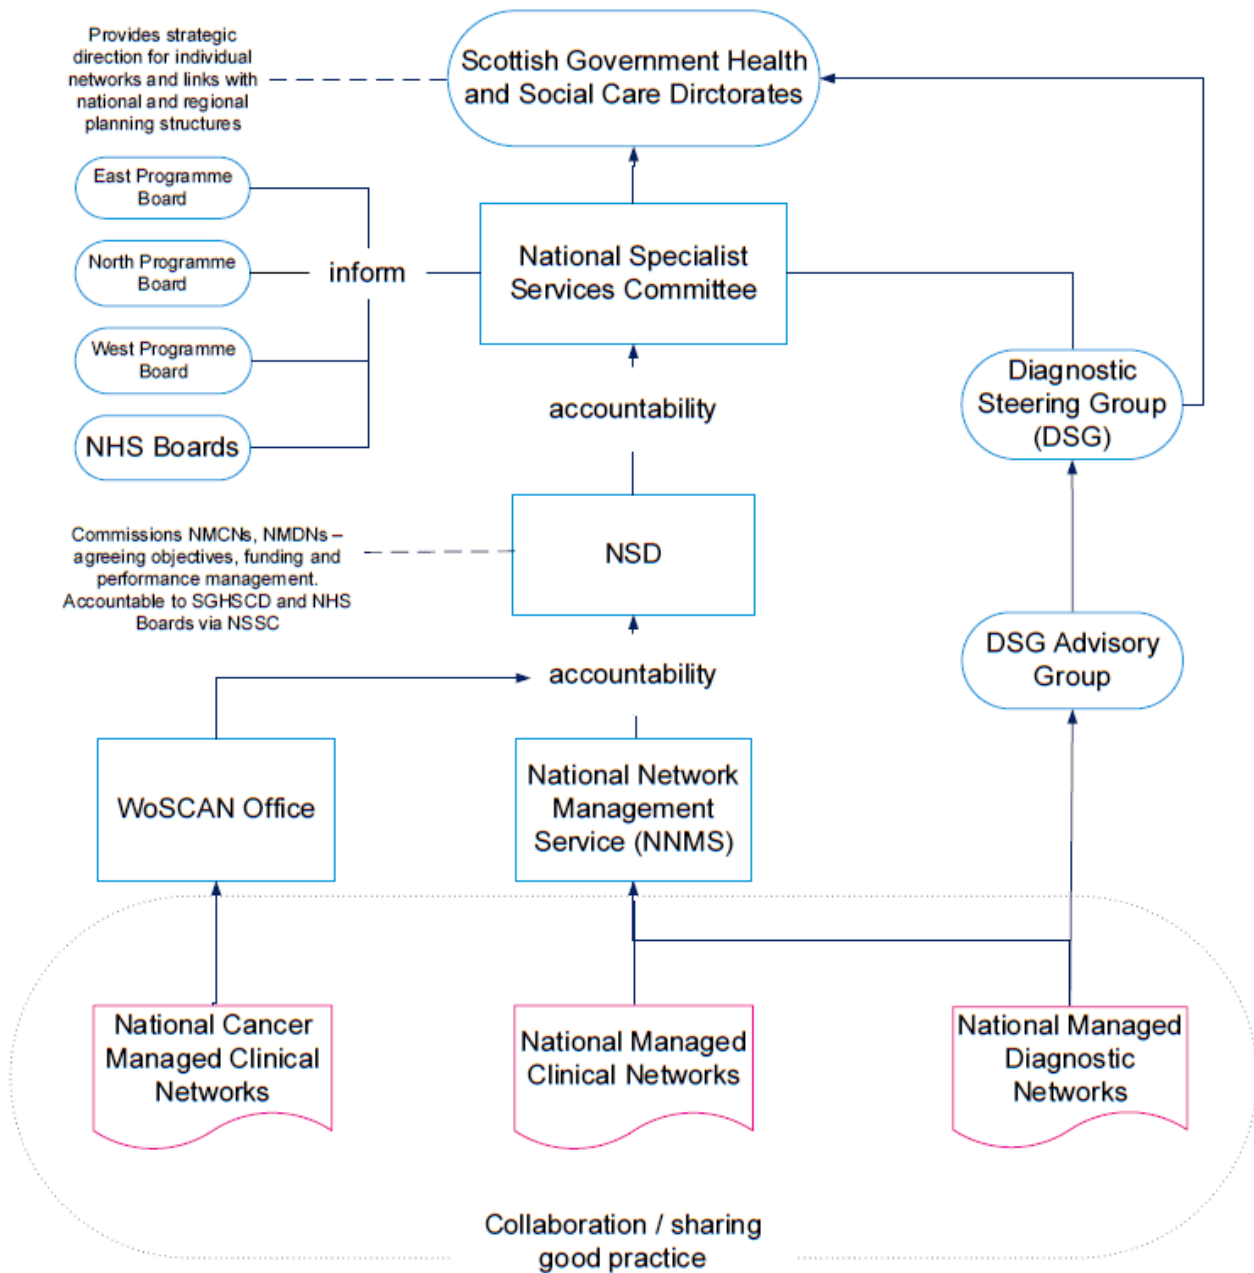 Provides strategic
direction for individual
networks and links with
national and regional
planning structures
Scottish Government Health
and Social Care Dirctorates
East Programme
Board
North Programme
Board
West Programme
Board
NHS Boards
inform
National Specialist
Services Committee
accountability
Diagnostic
Steering Group
(DSG)
Commissions NMCNs, NMDNs –
agreeing objectives, funding and
performance management.
Accountable to SGHSCD and NHS
Boards via NSSC
NSD
accountability
DSG Advisory
Group
WoSCAN Office
National Network
Management
Service (NNMS)
National Cancer
Managed Clinical
Networks
National Managed
Clinical Networks
National Managed
Diagnostic
Networks
Collaboration / sharing
good practice